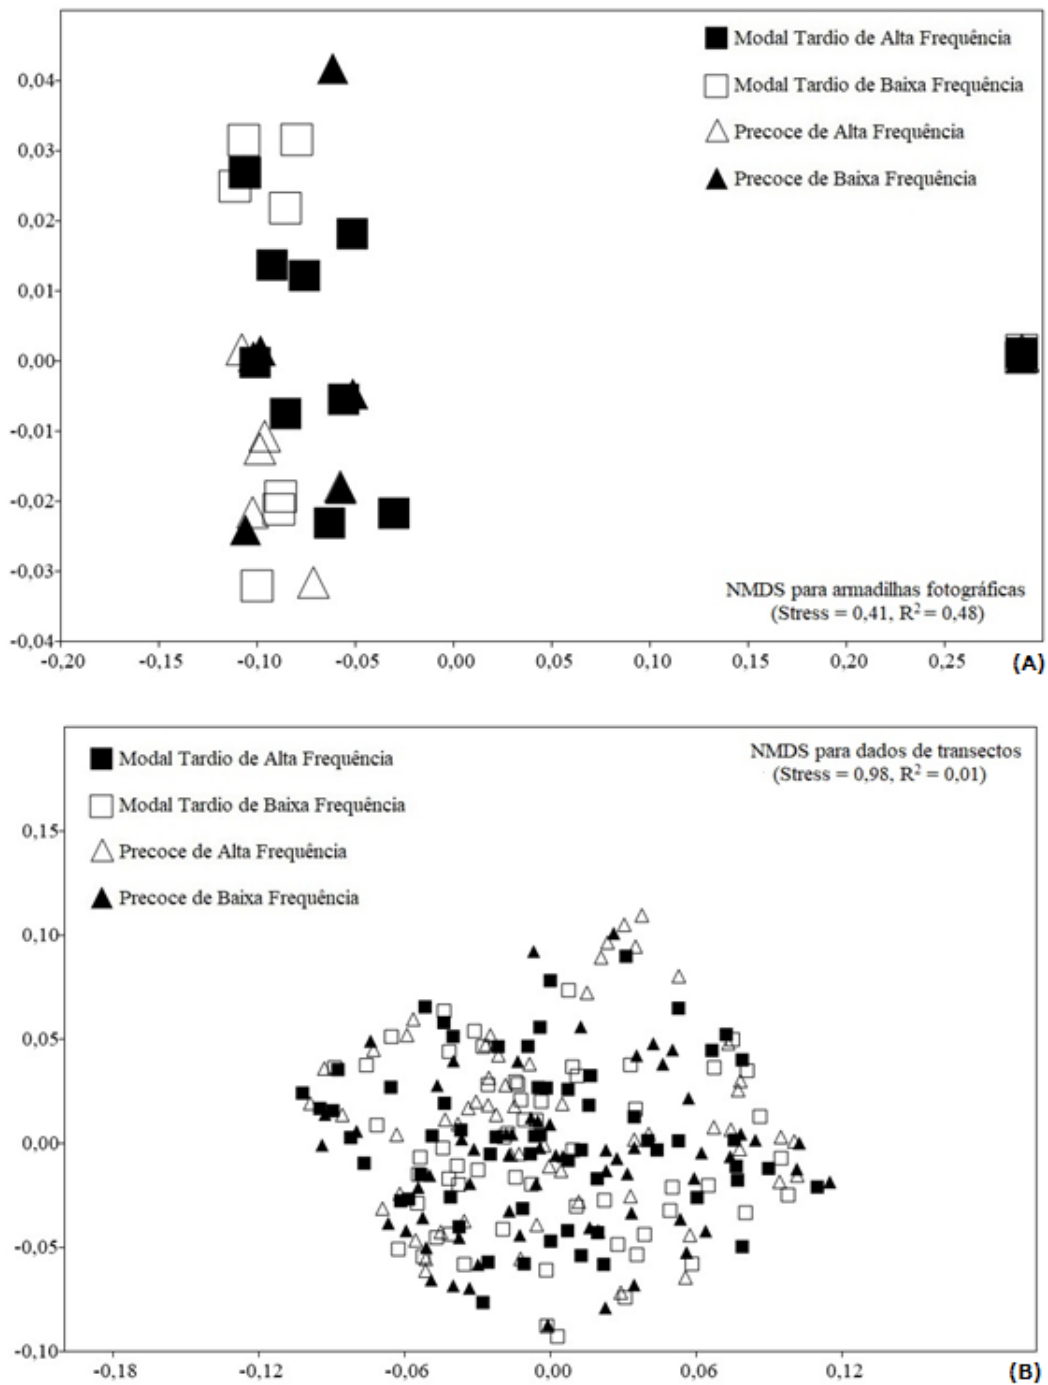 Modal Tardio de Alta Frequência
Modal Tardio de Baixa Frequência
Precoce de Alta Frequência
Precoce de Baixa Frequência
0,04
0,03
0,02
0,01
0,00
-0,01
-0,02
-0,03
-0,04
NMDS para armadilhas fotográficas
(Stress = 0,41, R² = 0,48)
-0,20 -0,15 -0,10 -0,05 0,00 0,05 0,10 0,15 0,20 0,25
(A)
Modal Tardio de Alta Frequência
Modal Tardio de Baixa Frequência
Precoce de Alta Frequência
Precoce de Baixa Frequência
NMDS para dados de transectos
(Stress = 0,98, R² = 0,01)
0,15
0,10
0,05
0,00
-0,05
-0,10
-0,18 -0,12 -0,06 0,00 0,06 0,12
(B)